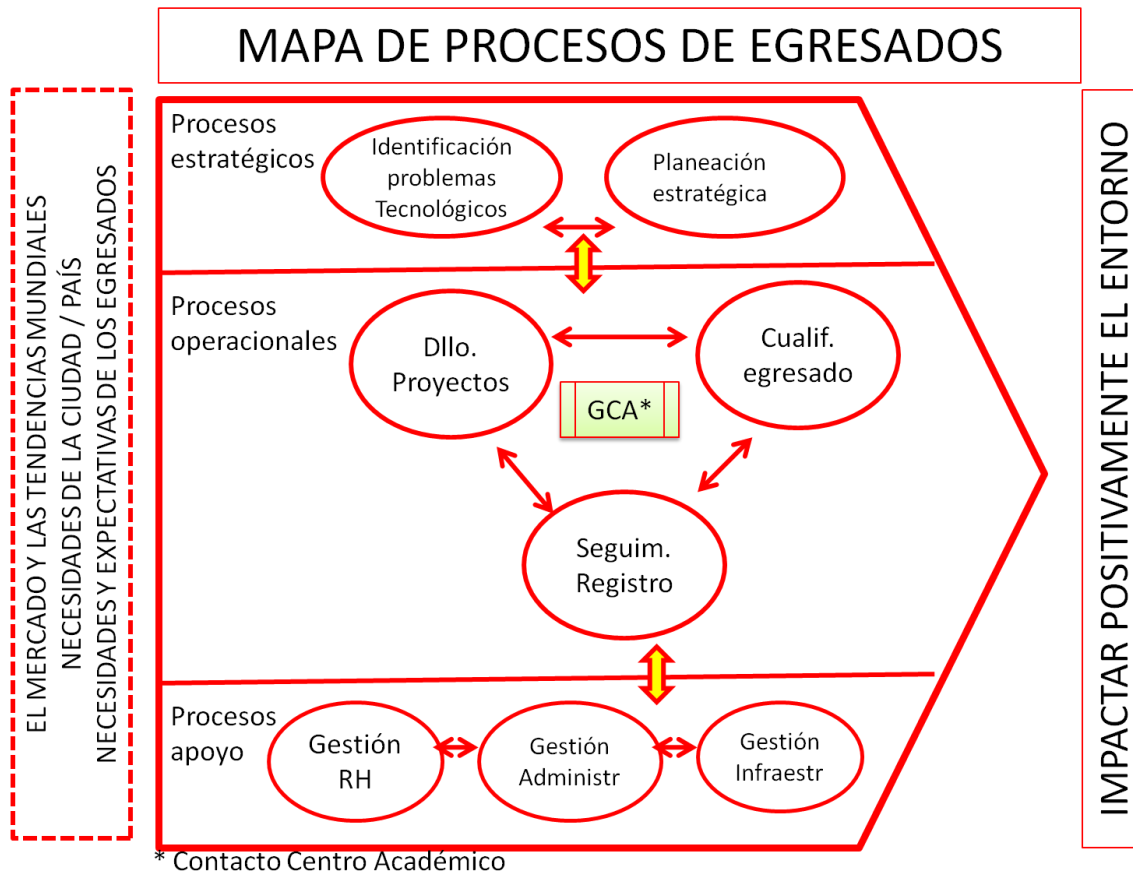 MAPA DE PROCESOS DE EGRESADOS
EL MERCADO Y LAS TENDENCIAS MUNDIALES
NECESIDADES DE LA CIUDAD / PAÍS
NECESIDADES Y EXPECTATIVAS DE LOS EGRESADOS
Procesos
estratégicos
Identificación
problemas
Tecnológicos
Planeación
estratégica
Procesos
operacionales
Dllo.
Proyectos
Cualif.
egresado
GCA*
Seguim.
Registro
Procesos
apoyo
Gestión
RH
Gestión
Administr
Gestión
Infraestr
IMPACTAR POSITIVAMENTE EL ENTORNO
* Contacto Centro Académico